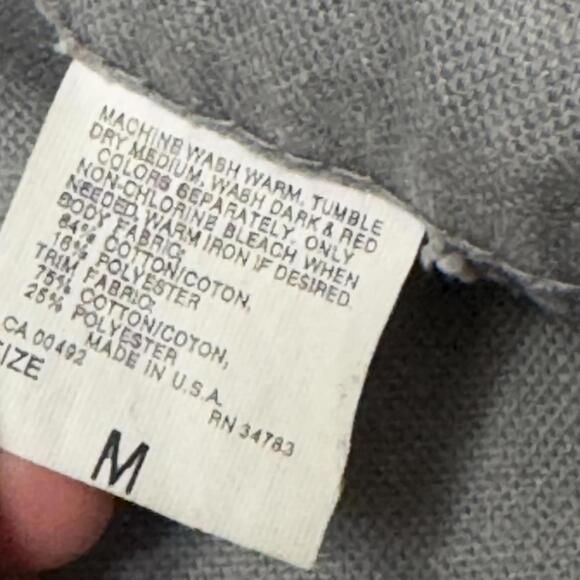 MACHINE WASH WARM, TUMBLE
DRY MEDIUM. WASH DARK & RED
COLORS SEPARATELY, ONLY
NON-CHLORINE BLEACH WHEN
NEEDED. WARM IRON IF DESIRED.
BODY FABRIC:
84% COTTON/COTON,
16% POLYESTER
TRIM FABRIC:
75% COTTON/COTON,
25% POLYESTER
MADE IN U.S.A.
CA 00492 RN 34783
SIZE
M